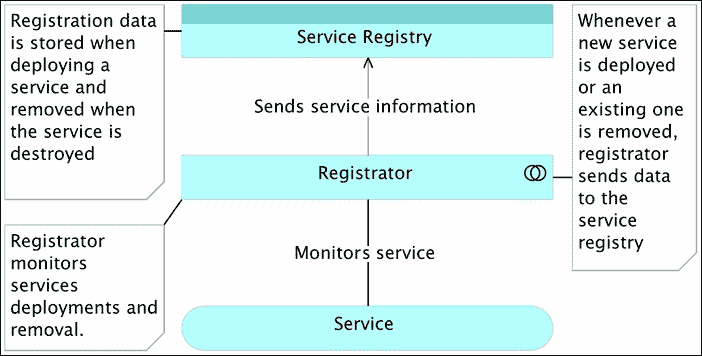 Registration data
is stored when
deploying a
service and
removed when
the service is
destroyed
Service Registry
Whenever a
new service
is deployed
or an
existing one
is removed,
registrator
sends data
to the
service
registry
Sends service information
Registrator
Registrator
monitors
services
deployments and
removal.
Monitors service
Service